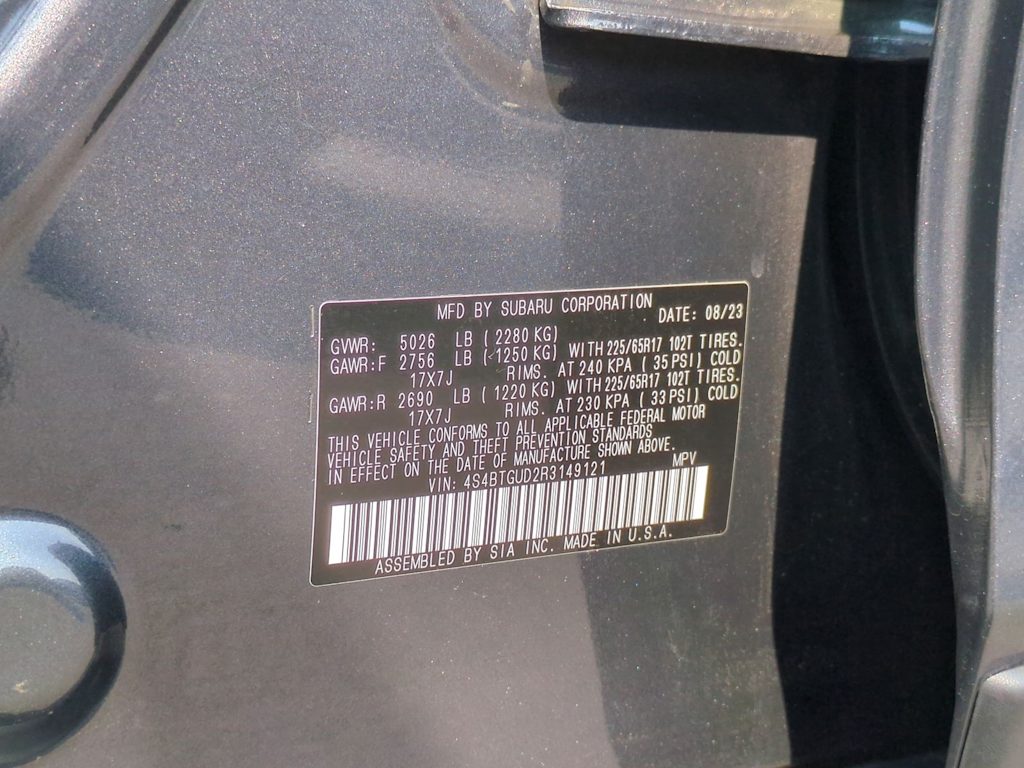 MFD BY SUBARU CORPORATION DATE: 08/23
GVWR: 5026 LB ( 2280 KG)
GAWR:F 2756 LB ( 1250 KG) WITH 225/65R17 102T TIRES.
17X7J RIMS. AT 240 KPA ( 35 PSI) COLD
GAWR:R 2690 LB ( 1220 KG) WITH 225/65R17 102T TIRES.
17X7J RIMS. AT 230 KPA ( 33 PSI) COLD
THIS VEHICLE CONFORMS TO ALL APPLICABLE FEDERAL MOTOR
VEHICLE SAFETY AND THEFT PREVENTION STANDARDS
IN EFFECT ON THE DATE OF MANUFACTURE SHOWN ABOVE.
VIN: 4S4BTGUD2R3149121 MPV
ASSEMBLED BY SIA INC. MADE IN U.S.A.